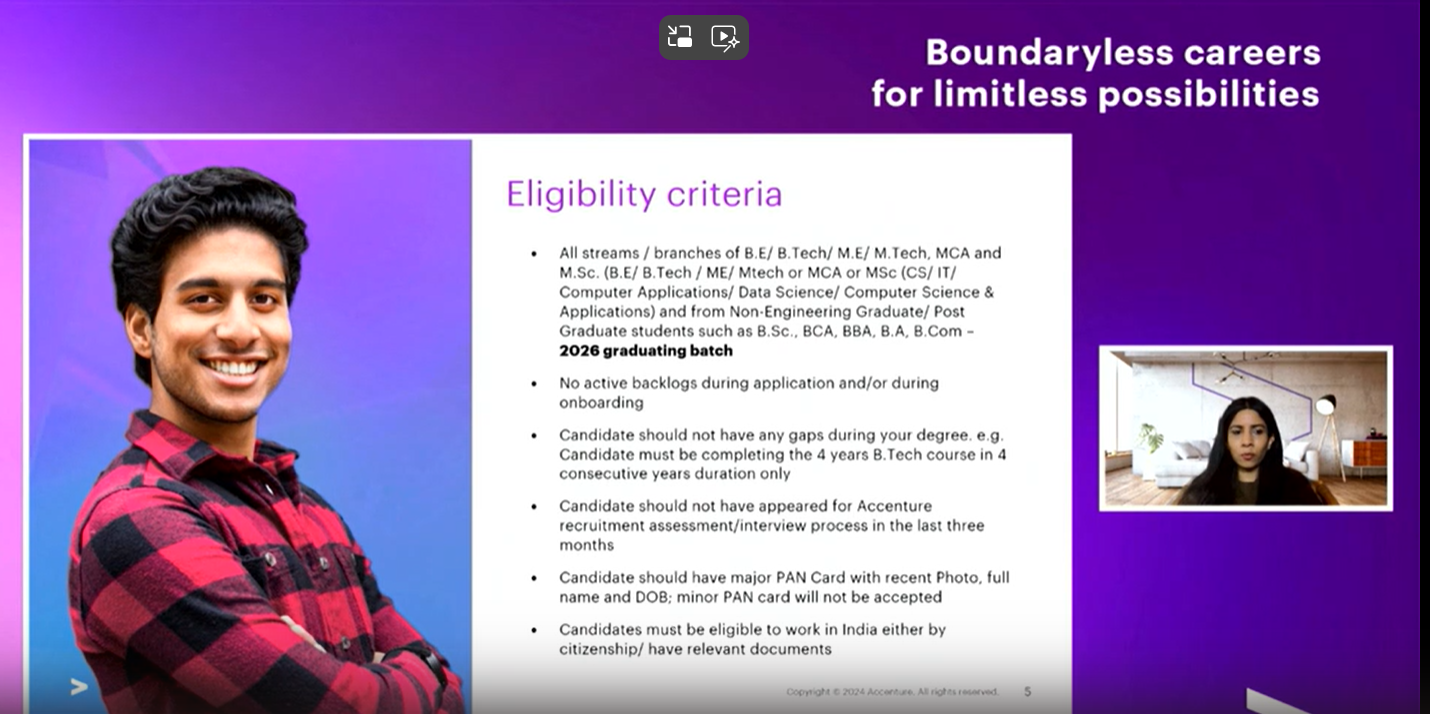 Boundaryless careers
for limitless possibilities
Eligibility criteria
• All streams / branches of B.E/ B.Tech/ M.E/ M.Tech, MCA and
M.Sc. (B.E/ B.Tech / ME/ Mtech or MCA or MSc (CS/ IT/
Computer Applications/ Data Science/ Computer Science &
Applications) and from Non-Engineering Graduate/ Post
Graduate students such as B.Sc., BCA, BBA, B.A, B.Com –
2026 graduating batch
• No active backlogs during application and/or during
onboarding
• Candidate should not have any gaps during your degree. e.g.
Candidate must be completing the 4 years B.Tech course in 4
consecutive years duration only
• Candidate should not have appeared for Accenture
recruitment assessment/interview process in the last three
months
• Candidate should have major PAN Card with recent Photo, full
name and DOB; minor PAN card will not be accepted
• Candidates must be eligible to work in India either by
citizenship/ have relevant documents
Copyright © 2024 Accenture. All rights reserved. 5